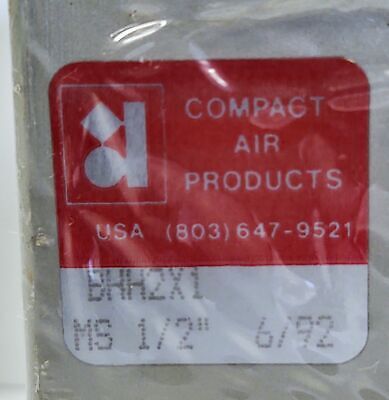 COMPACT
AIR
PRODUCTS
USA (803) 647-9521
BHH2X1
MS 1/2" 6/92